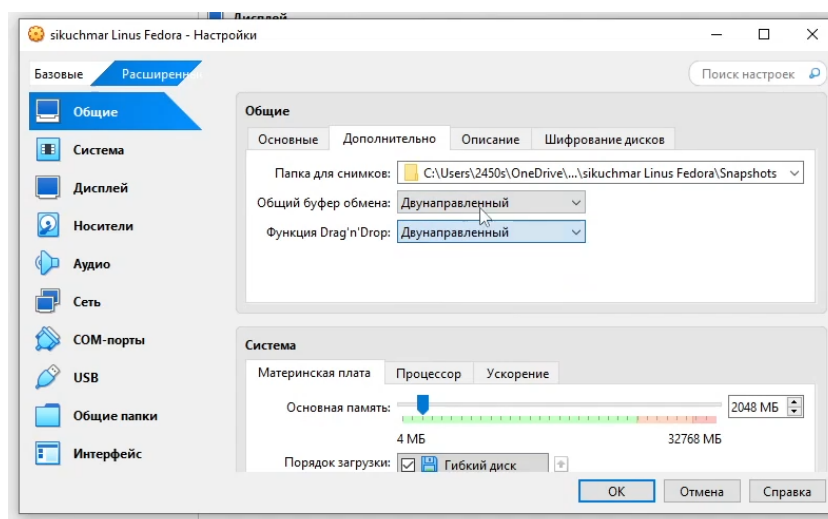 Дисплей
sikuchmar Linus Fedora - Настройки
Базовые Расширенные
Поиск настроек
Общие
Система
Дисплей
Носители
Аудио
Сеть
COM-порты
USB
Общие папки
Интерфейс
Общие
Основные Дополнительно Описание Шифрование дисков
Папка для снимков: C:\Users\2450s\OneDrive\...\sikuchmar Linus Fedora\Snapshots
Общий буфер обмена: Двунаправленный
Функция Drag'n'Drop: Двунаправленный
Система
Материнская плата Процессор Ускорение
Основная память: 2048 МБ
4 МБ 32768 МБ
Порядок загрузки: Гибкий диск
OK Отмена Справка